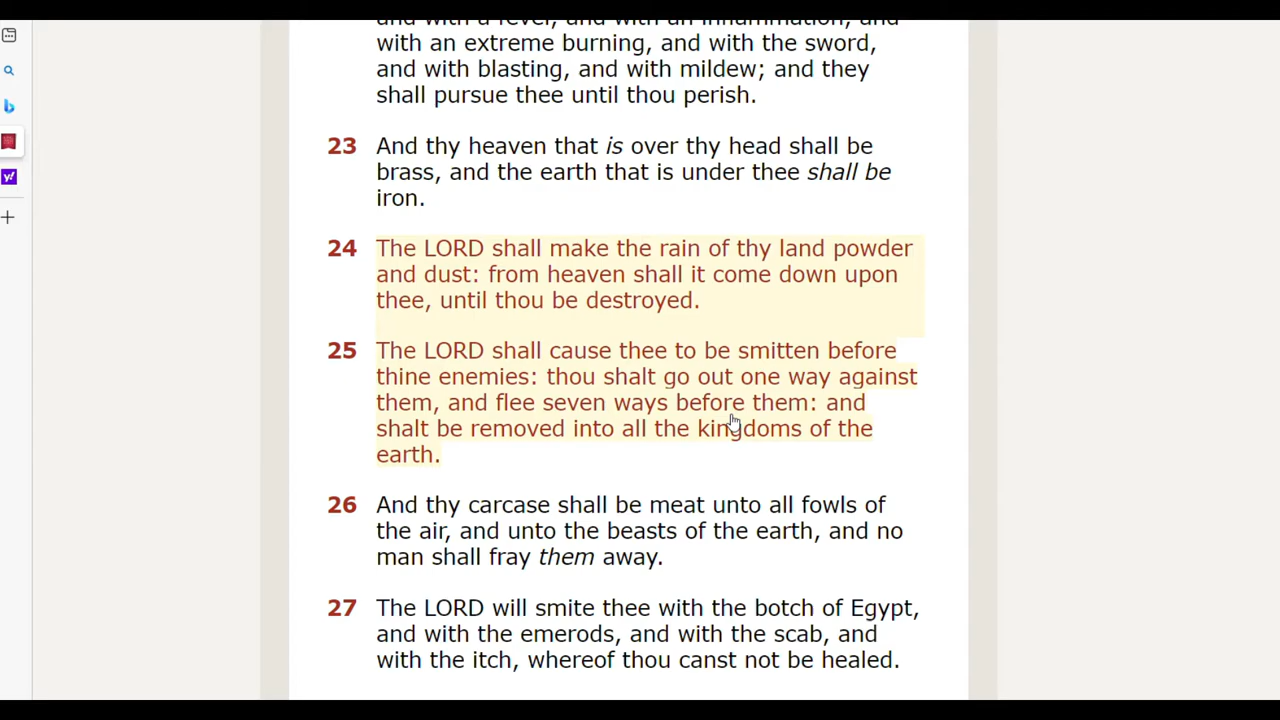 and with a fever, and with an inflammation, and
with an extreme burning, and with the sword,
and with blasting, and with mildew; and they
shall pursue thee until thou perish.
23 And thy heaven that is over thy head shall be
brass, and the earth that is under thee shall be
iron.
24 The LORD shall make the rain of thy land powder
and dust: from heaven shall it come down upon
thee, until thou be destroyed.
25 The LORD shall cause thee to be smitten before
thine enemies: thou shalt go out one way against
them, and flee seven ways before them: and
shalt be removed into all the kingdoms of the
earth.
26 And thy carcase shall be meat unto all fowls of
the air, and unto the beasts of the earth, and no
man shall fray them away.
27 The LORD will smite thee with the botch of Egypt,
and with the emerods, and with the scab, and
with the itch, whereof thou canst not be healed.